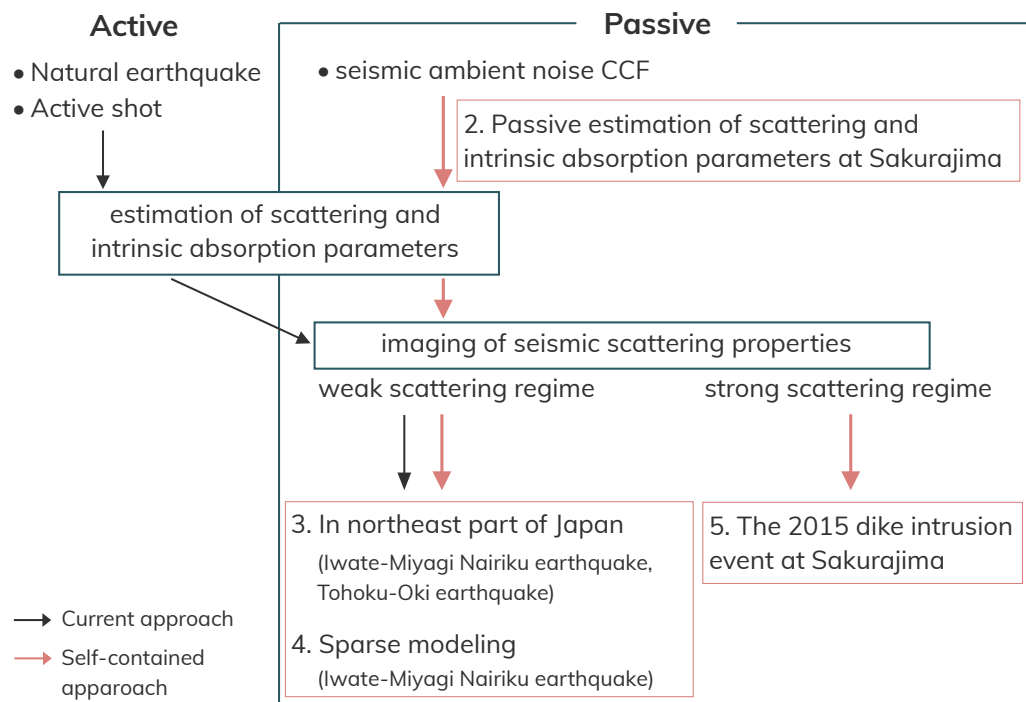 Active
Passive
• Natural earthquake
• Active shot
• seismic ambient noise CCF
2. Passive estimation of scattering and
intrinsic absorption parameters at Sakurajima
estimation of scattering and
intrinsic absorption parameters
imaging of seismic scattering properties
weak scattering regime
strong scattering regime
3. In northeast part of Japan
(Iwate-Miyagi Nairiku earthquake,
Tohoku-Oki earthquake)
4. Sparse modeling
(Iwate-Miyagi Nairiku earthquake)
5. The 2015 dike intrusion
event at Sakurajima
Current approach
Self-contained
apparoach